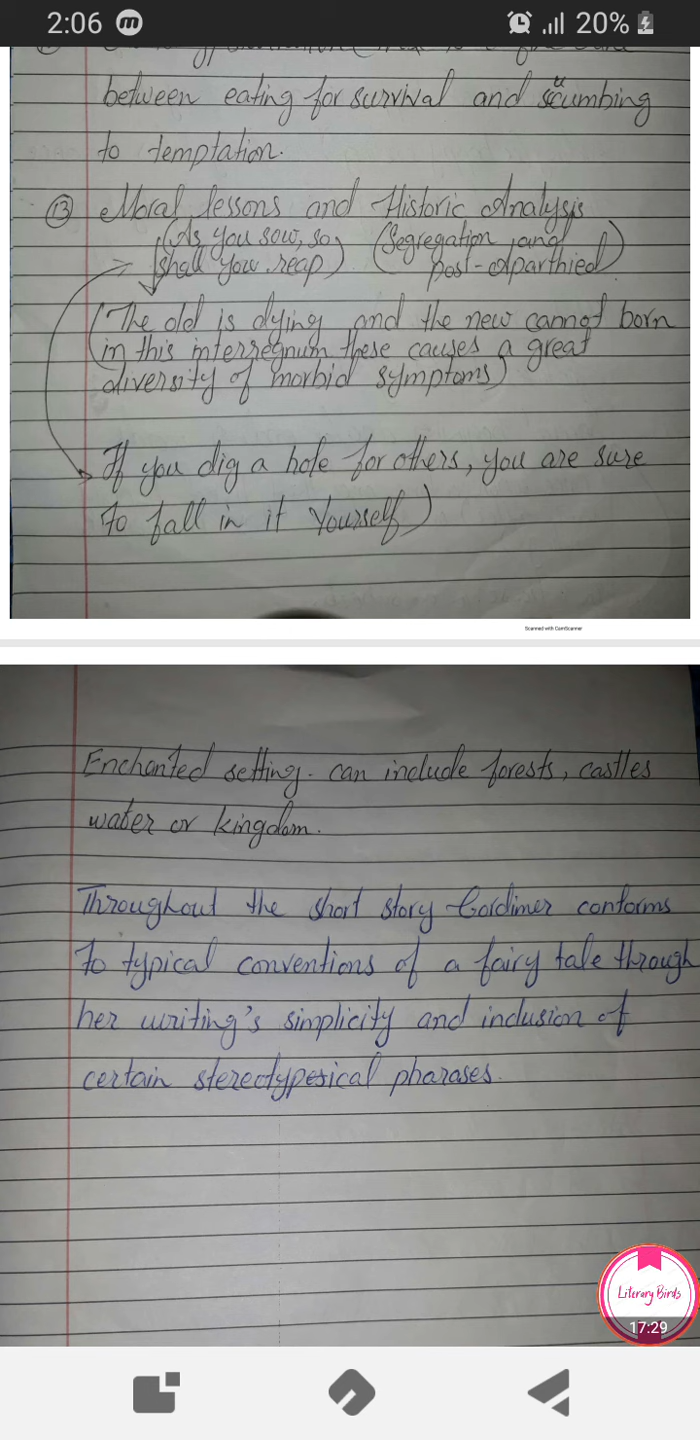 2:06
20%
between eating for survival and scumbing
to temptation.
13 Moral lessons and Historic Analysis
(As you sow, so (Segregation and
shall you reap) post-Aparthied)
(The old is dying and the new cannot born
in this interregnum these causes a great
diversity of morbid symptoms)
If you dig a hole for others, you are sure
to fall in it Yourself)
Scanned with CamScanner
Enchanted setting. can include forests, castles
water or kingdom.
Throughout the short story Gordimer conforms
to typical conventions of a fairy tale through
her writing's simplicity and inclusion of
certain stereotypesical pharases.
Literary Birds
17:29